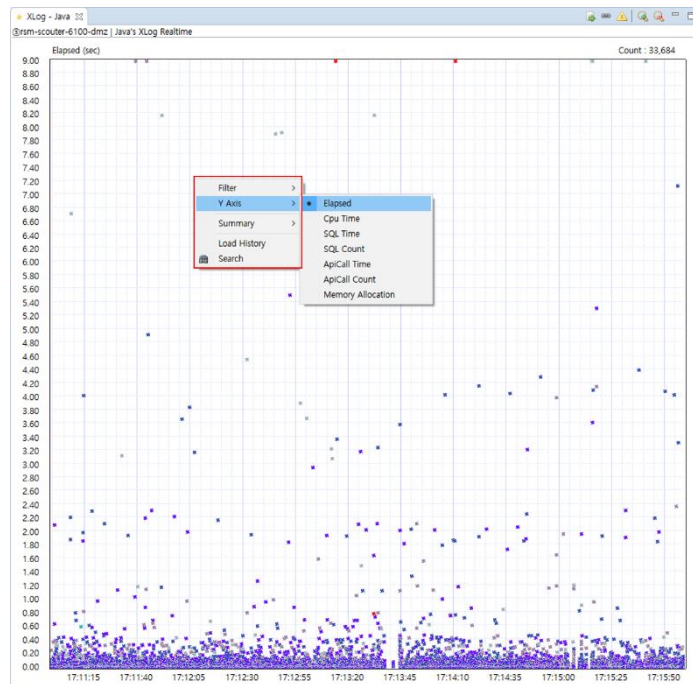 XLog - Java
①rsm-scouter-6100-dmz | Java's XLog Realtime
Elapsed (sec)
Count : 33,684
9.00
8.80
8.60
8.40
8.20
8.00
7.80
7.60
7.40
7.20
7.00
6.80
6.60
6.40
6.20
6.00
5.80
5.60
5.40
5.20
5.00
4.80
4.60
4.40
4.20
4.00
3.80
3.60
3.40
3.20
3.00
2.80
2.60
2.40
2.20
2.00
1.80
1.60
1.40
1.20
1.00
0.80
0.60
0.40
0.20
0.00
Filter
Y Axis
Summary
Load History
Search
Elapsed
Cpu Time
SQL Time
SQL Count
ApiCall Time
ApiCall Count
Memory Allocation
17:11:15 17:11:40 17:12:05 17:12:30 17:12:55 17:13:20 17:13:45 17:14:10 17:14:35 17:15:00 17:15:25 17:15:50